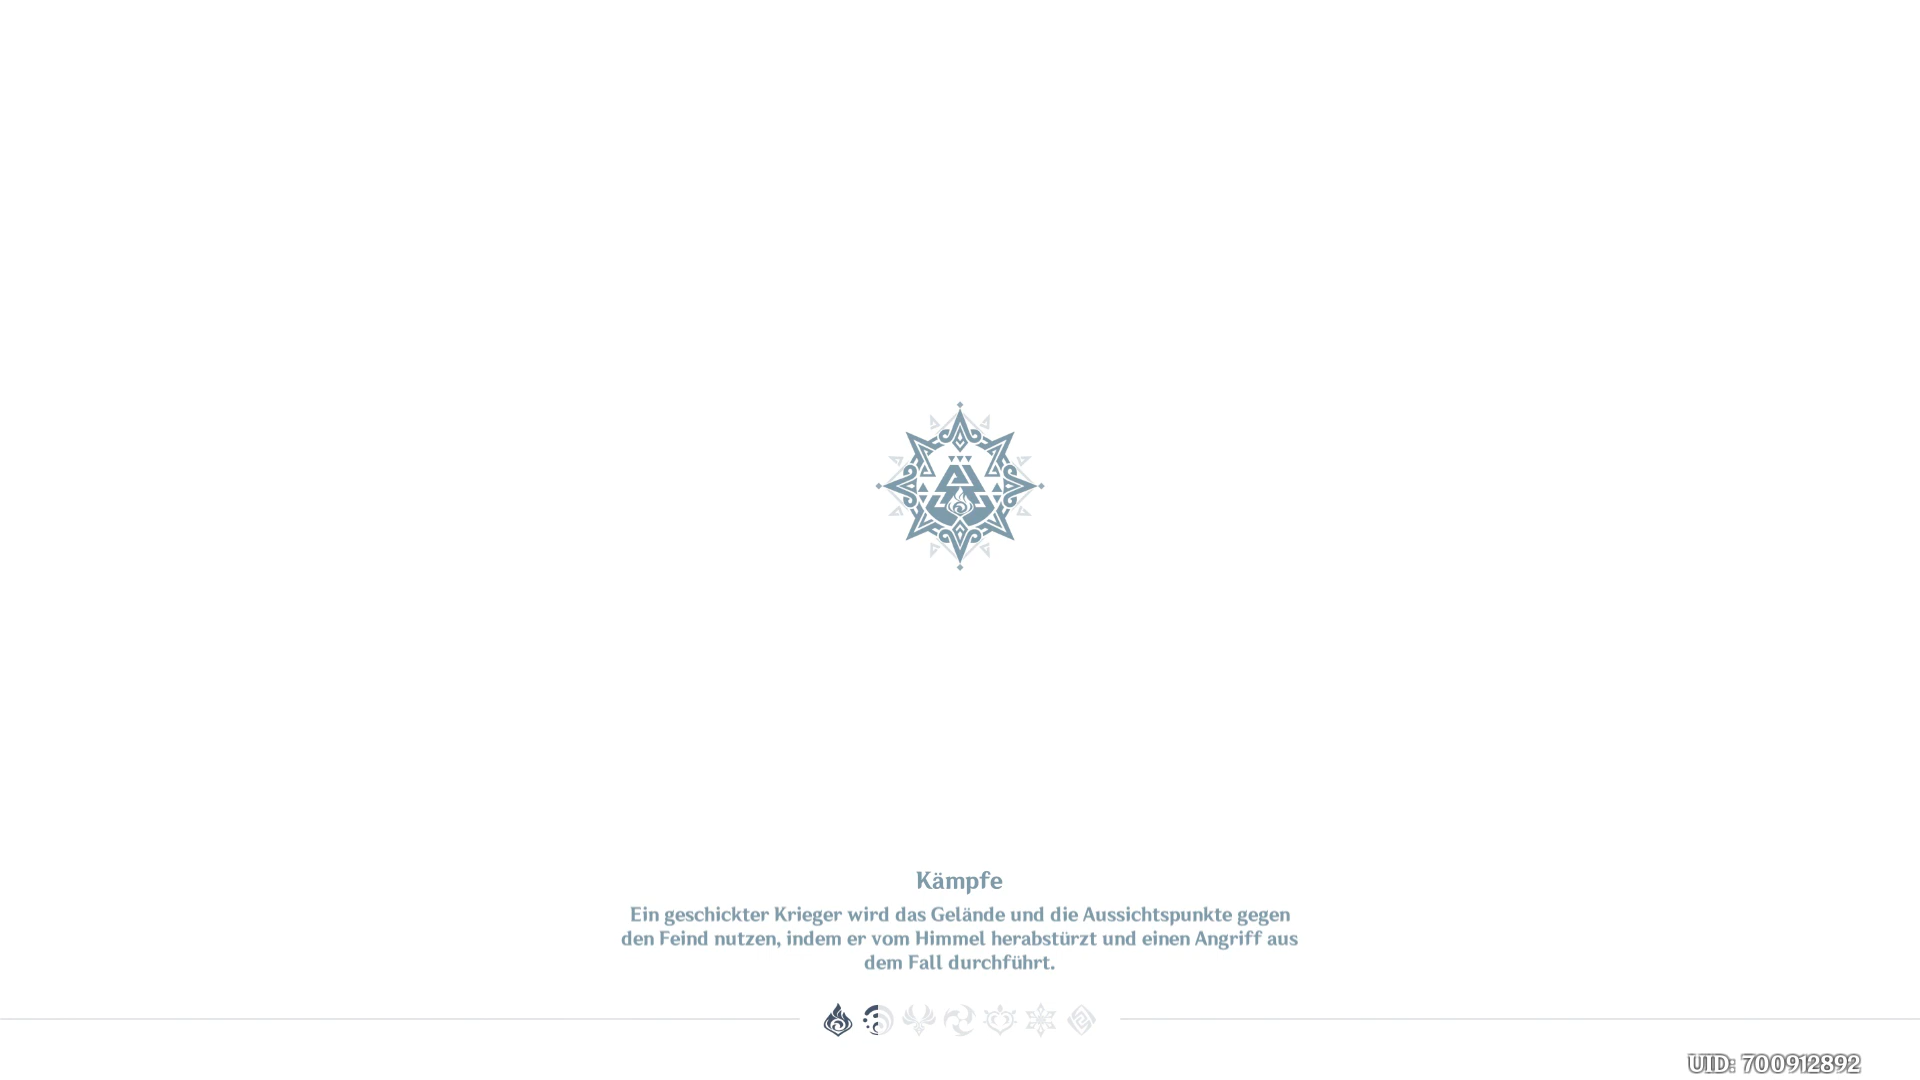 Kämpfe
Ein geschickter Krieger wird das Gelände und die Aussichtspunkte gegen
den Feind nutzen, indem er vom Himmel herabstürzt und einen Angriff aus
dem Fall durchführt.
UID: 700912892